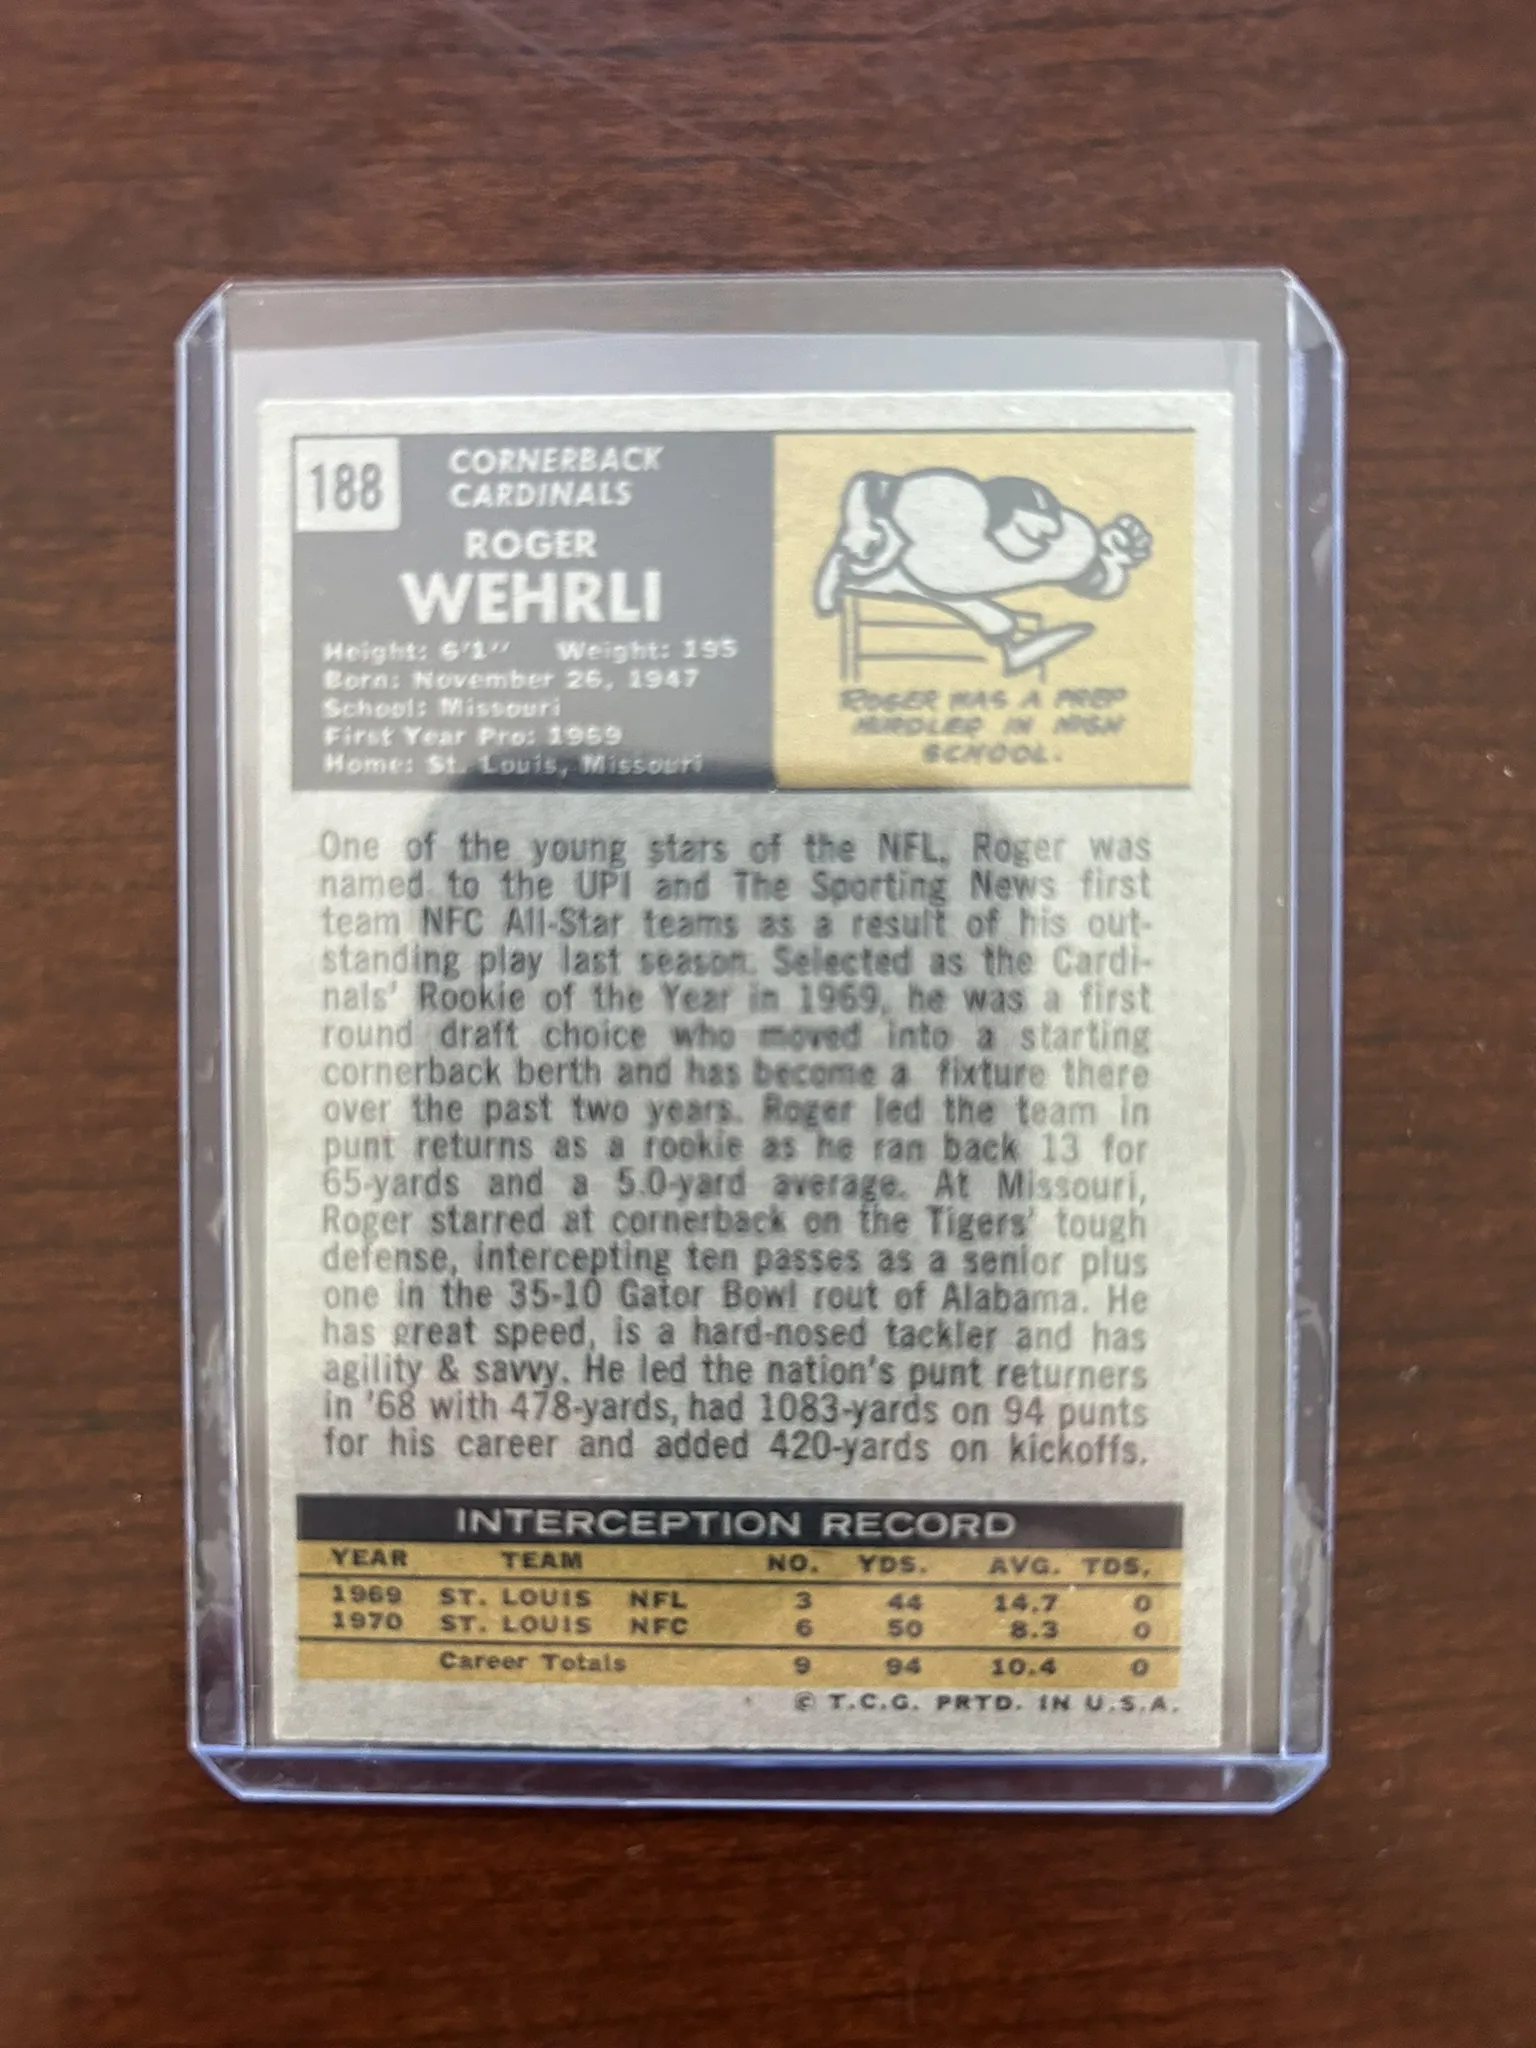 188
CORNERBACK
CARDINALS
ROGER
WEHRLI
Height: 6'1" Weight: 195
Born: November 26, 1947
School: Missouri
First Year Pro: 1969
Home: St. Louis, Missouri
ROGER WAS A PREP
HURDLER IN HIGH
SCHOOL.
One of the young stars of the NFL, Roger was
named to the UPI and The Sporting News first
team NFC All-Star teams as a result of his out-
standing play last season. Selected as the Cardi-
nals' Rookie of the Year in 1969, he was a first
round draft choice who moved into a starting
cornerback berth and has become a fixture there
over the past two years. Roger led the team in
punt returns as a rookie as he ran back 13 for
65-yards and a 5.0-yard average. At Missouri,
Roger starred at cornerback on the Tigers' tough
defense, intercepting ten passes as a senior plus
one in the 35-10 Gator Bowl rout of Alabama. He
has great speed, is a hard-nosed tackler and has
agility & savvy. He led the nation's punt returners
in '68 with 478-yards, had 1083-yards on 94 punts
for his career and added 420-yards on kickoffs.
INTERCEPTION RECORD
YEAR TEAM NO. YDS. AVG. TDS.
1969 ST. LOUIS NFL 3 44 14.7 0
1970 ST. LOUIS NFC 6 50 8.3 0
Career Totals 9 94 10.4 0
© T.C.G. PRTD. IN U.S.A.